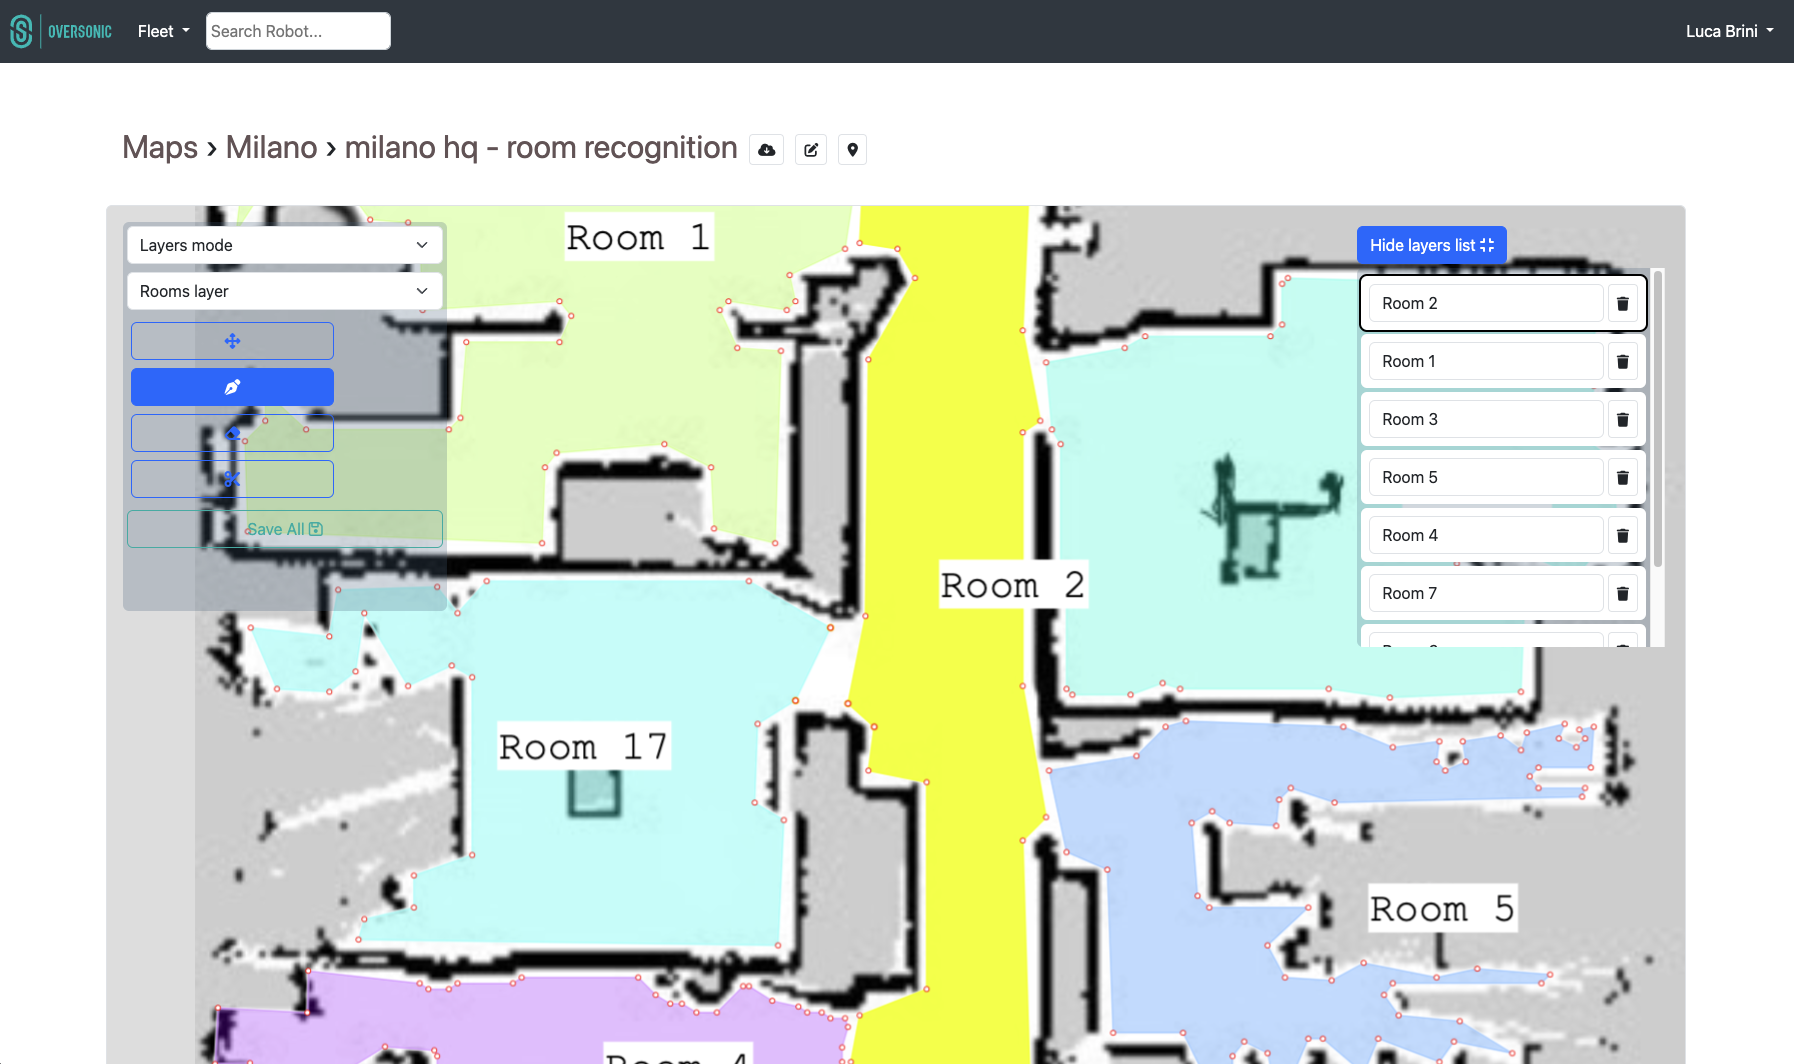 OVERSONIC
Fleet
Search Robot...
Luca Brini
Maps › Milano › milano hq - room recognition
Layers mode
Rooms layer
Save All
Hide layers list
Room 2
Room 1
Room 3
Room 5
Room 4
Room 7
Room 1
Room 2
Room 17
Room 5
Room 4